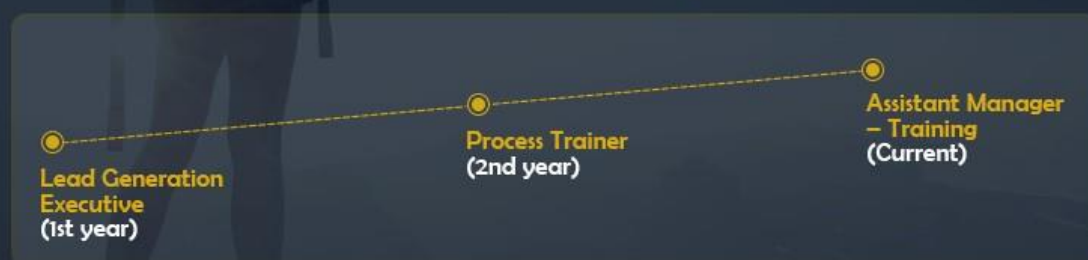 Lead Generation
Executive
(1st year)
Process Trainer
(2nd year)
Assistant Manager
– Training
(Current)